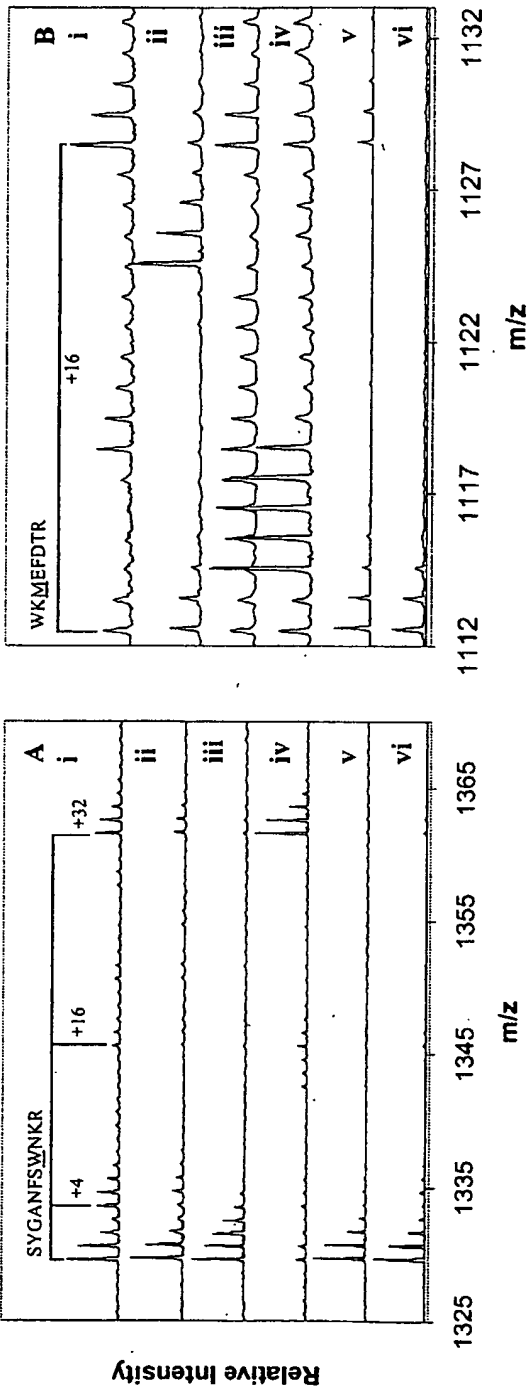 Relative Intensity
A
SYGANFSWNKR
+4
+16
+32
i
ii
iii
iv
v
vi
1325
1335
1345
1355
1365
m/z
B
WKMEFDTR
+16
i
ii
iii
iv
v
vi
1112
1117
1122
1127
1132
m/z